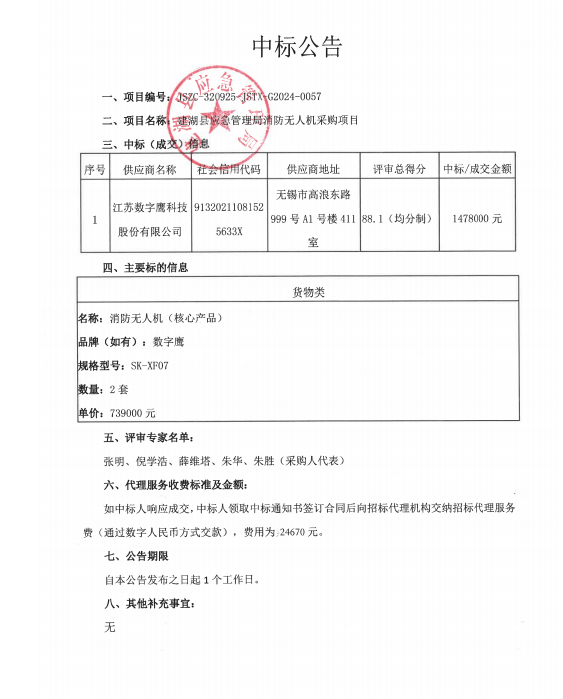 中标公告
一、项目编号：JSZC-320925-JSTX-G2024-0057
二、项目名称：建湖县应急管理局消防无人机采购项目
三、中标（成交）信息
序号 供应商名称 社会信用代码 供应商地址 评审总得分 中标/成交金额
1 江苏数字鹰科技股份有限公司 91320211081525633X 无锡市高浪东路999号A1号楼411室 88.1（均分制） 1478000 元
四、主要标的信息
货物类
名称：消防无人机（核心产品）
品牌（如有）：数字鹰
规格型号：SK-XF07
数量：2 套
单价：739000 元
五、评审专家名单：
张明、倪学浩、薛维塔、朱华、朱胜（采购人代表）
六、代理服务收费标准及金额：
如中标人响应成交，中标人领取中标通知书签订合同后向招标代理机构交纳招标代理服务
费（通过数字人民币方式交款），费用为:24670 元。
七、公告期限
自本公告发布之日起 1 个工作日。
八、其他补充事宜：
无
建湖县应急管理局